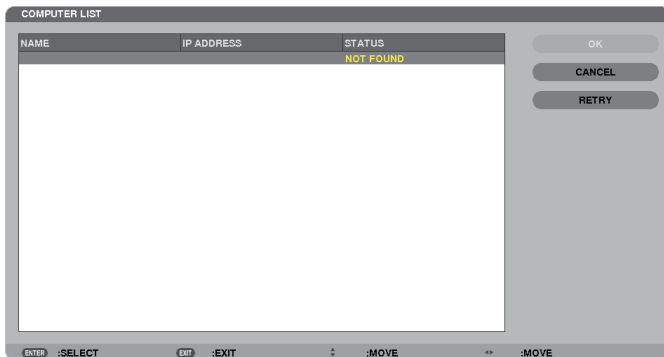 COMPUTER LIST
NAME IP ADDRESS STATUS
NOT FOUND
OK
CANCEL
RETRY
ENTER :SELECT EXIT :EXIT :MOVE :MOVE